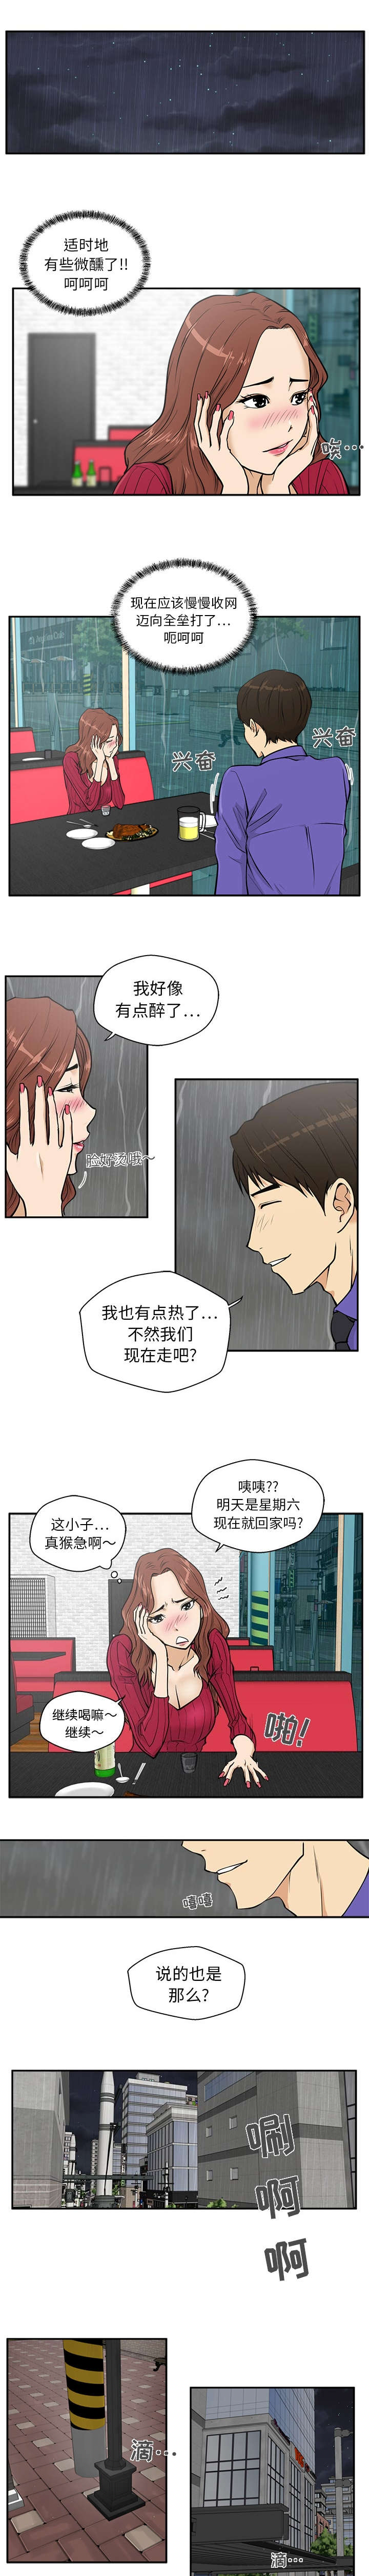 适时地
有些微醺了!!
呵呵呵
唉…
现在应该慢慢收网
迈向全垒打了...
呃呵呵
兴奋
兴奋
我好像
有点醉了...
脸好烫哦~
我也有点热了...
不然我们
现在走吧?
咦咦??
明天是星期六
现在就回家吗?
这小子...
真猴急啊~
继续喝嘛~
继续~
啪!
嘻嘻
说的也是
那么?
唰
啊
啊
滴…
滴…